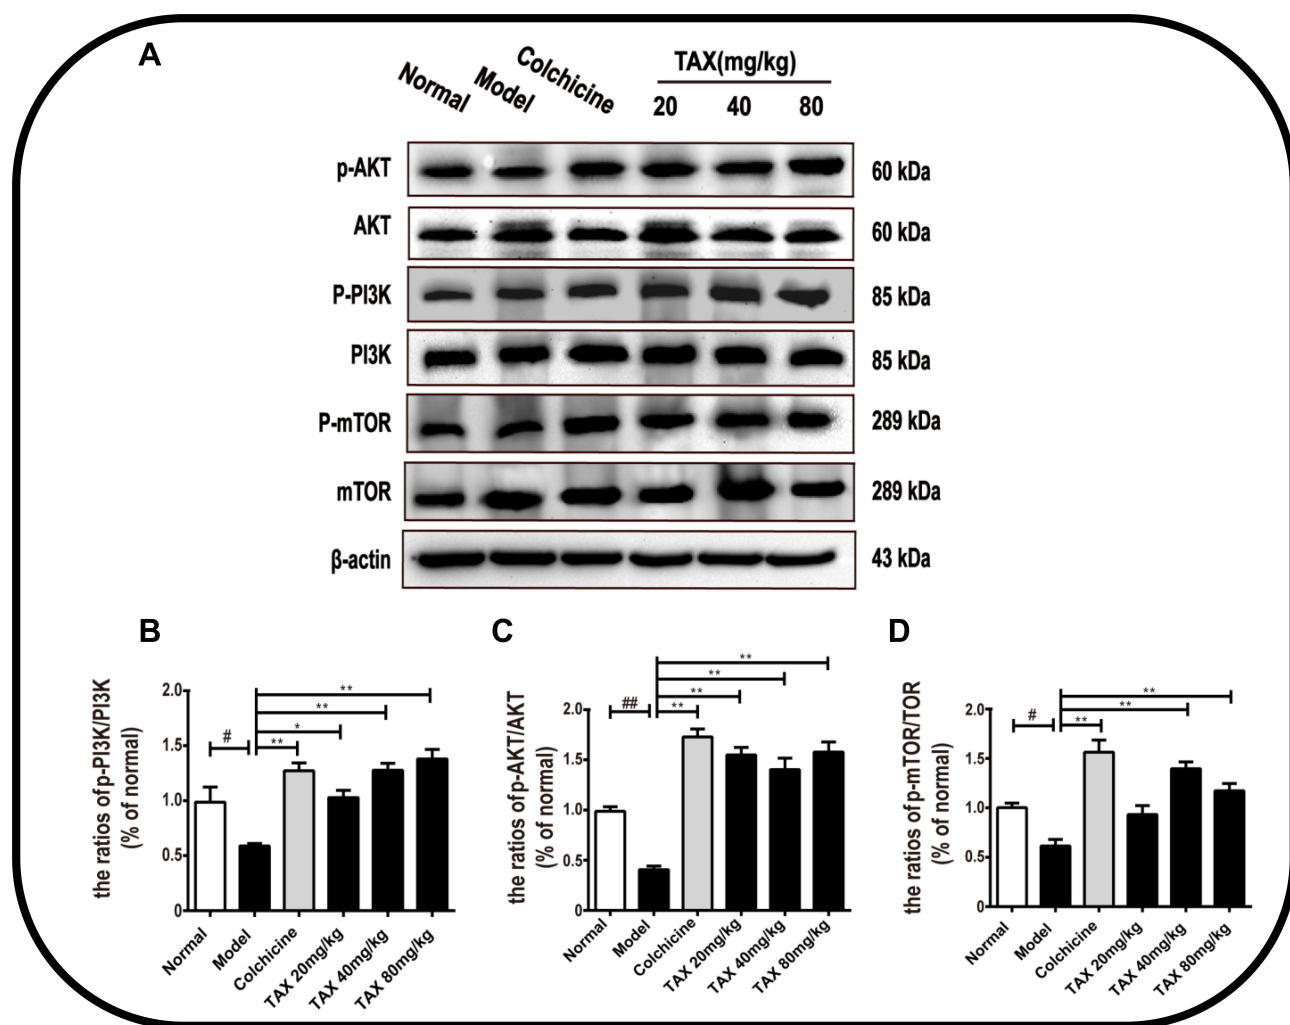 A
Normal
Model
Colchicine
TAX(mg/kg)
20 40 80
p-AKT 60 kDa
AKT 60 kDa
P-PI3K 85 kDa
PI3K 85 kDa
P-mTOR 289 kDa
mTOR 289 kDa
β-actin 43 kDa
B
the ratios of p-PI3K/PI3K
(% of normal)
2.0
1.5
1.0
0.5
0
#
**
*
**
**
Normal
Model
Colchicine
TAX 20mg/kg
TAX 40mg/kg
TAX 80mg/kg
C
the ratios of p-AKT/AKT
(% of normal)
2.0
1.5
1.0
0.5
0
##
**
**
**
**
Normal
Model
Colchicine
TAX 20mg/kg
TAX 40mg/kg
TAX 80mg/kg
D
the ratios of p-mTOR/TOR
(% of normal)
2.0
1.5
1.0
0.5
0
#
**
**
**
Normal
Model
Colchicine
TAX 20mg/kg
TAX 40mg/kg
TAX 80mg/kg